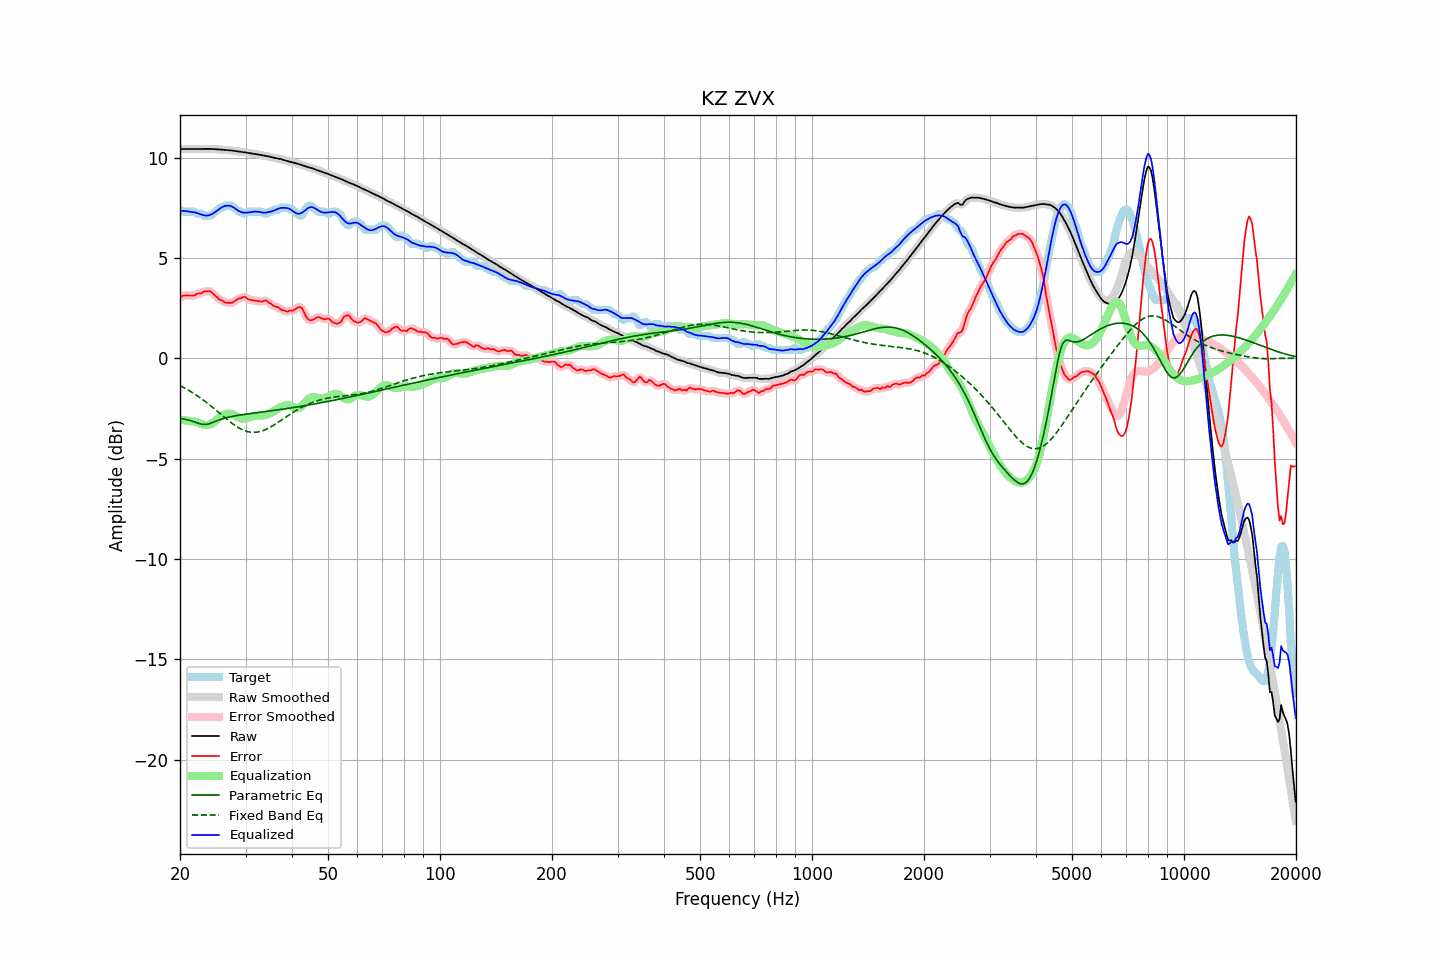 KZ ZVX
Amplitude (dBr)
10
5
0
−5
−10
−15
−20
Target
Raw Smoothed
Error Smoothed
Raw
Error
Equalization
Parametric Eq
Fixed Band Eq
Equalized
20 50 100 200 500 1000 2000 5000 10000 20000
Frequency (Hz)